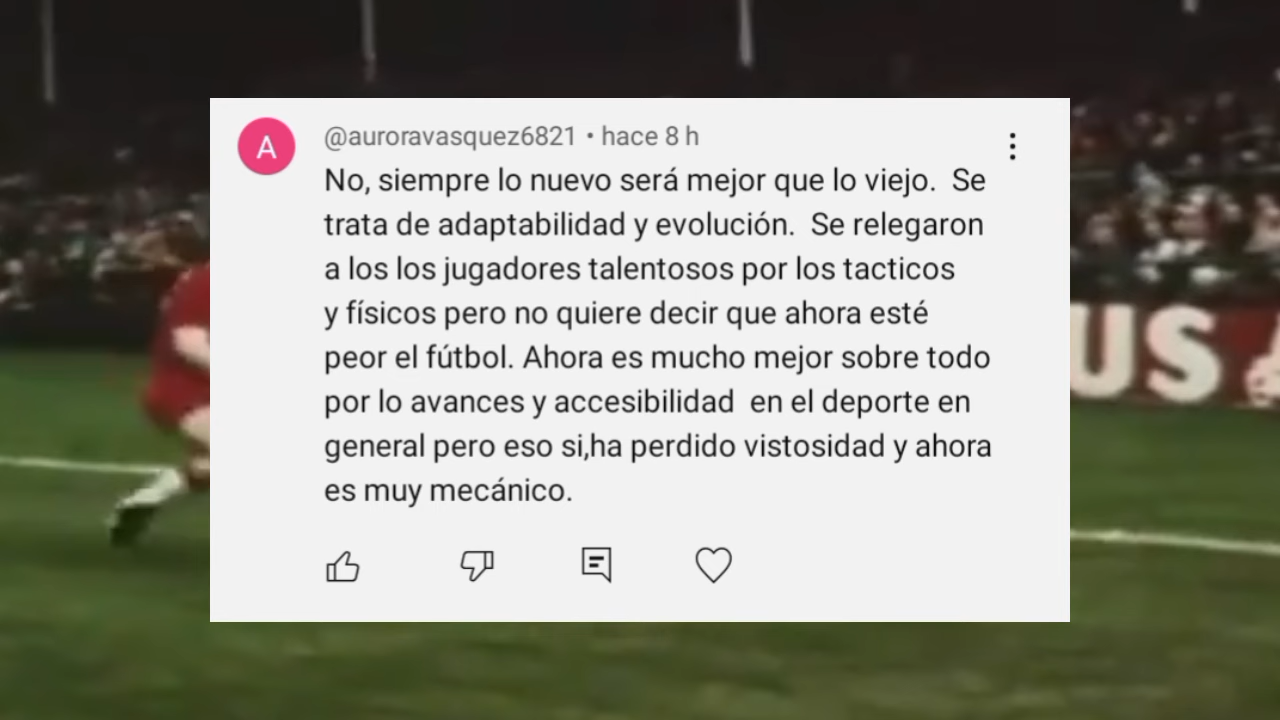 A
@auroravasquez6821 • hace 8 h
No, siempre lo nuevo será mejor que lo viejo.  Se
trata de adaptabilidad y evolución.  Se relegaron
a los los jugadores talentosos por los tacticos
y físicos pero no quiere decir que ahora esté
peor el fútbol. Ahora es mucho mejor sobre todo
por lo avances y accesibilidad  en el deporte en
general pero eso si,ha perdido vistosidad y ahora
es muy mecánico.
US